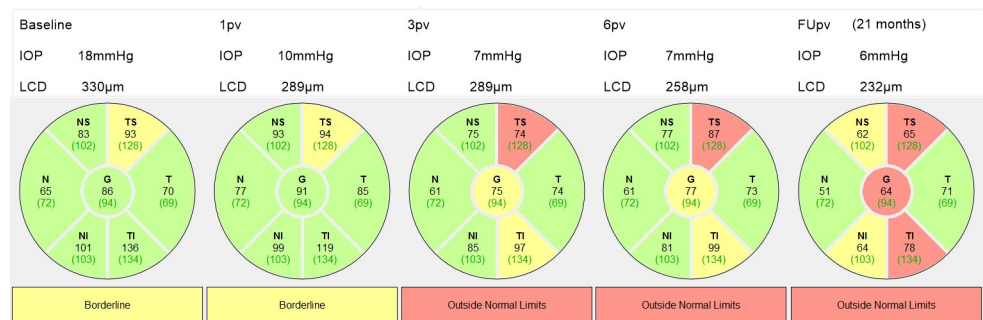 Baseline 1pv 3pv 6pv FUpv (21 months)
IOP 18mmHg IOP 10mmHg IOP 7mmHg IOP 7mmHg IOP 6mmHg
LCD 330µm LCD 289µm LCD 289µm LCD 258µm LCD 232µm
NS TS NS TS NS TS NS TS NS TS
83 93 93 94 75 74 77 87 62 65
(102) (128) (102) (128) (102) (128) (102) (128) (102) (128)
N G T N G T N G T N G T N G T
65 86 70 77 91 85 61 75 74 61 77 73 51 64 71
(72) (94) (69) (72) (94) (69) (72) (94) (69) (72) (94) (69) (72) (94) (69)
NI TI NI TI NI TI NI TI NI TI
101 136 99 119 85 97 81 99 64 78
(103) (134) (103) (134) (103) (134) (103) (134) (103) (134)
Borderline Borderline Outside Normal Limits Outside Normal Limits Outside Normal Limits